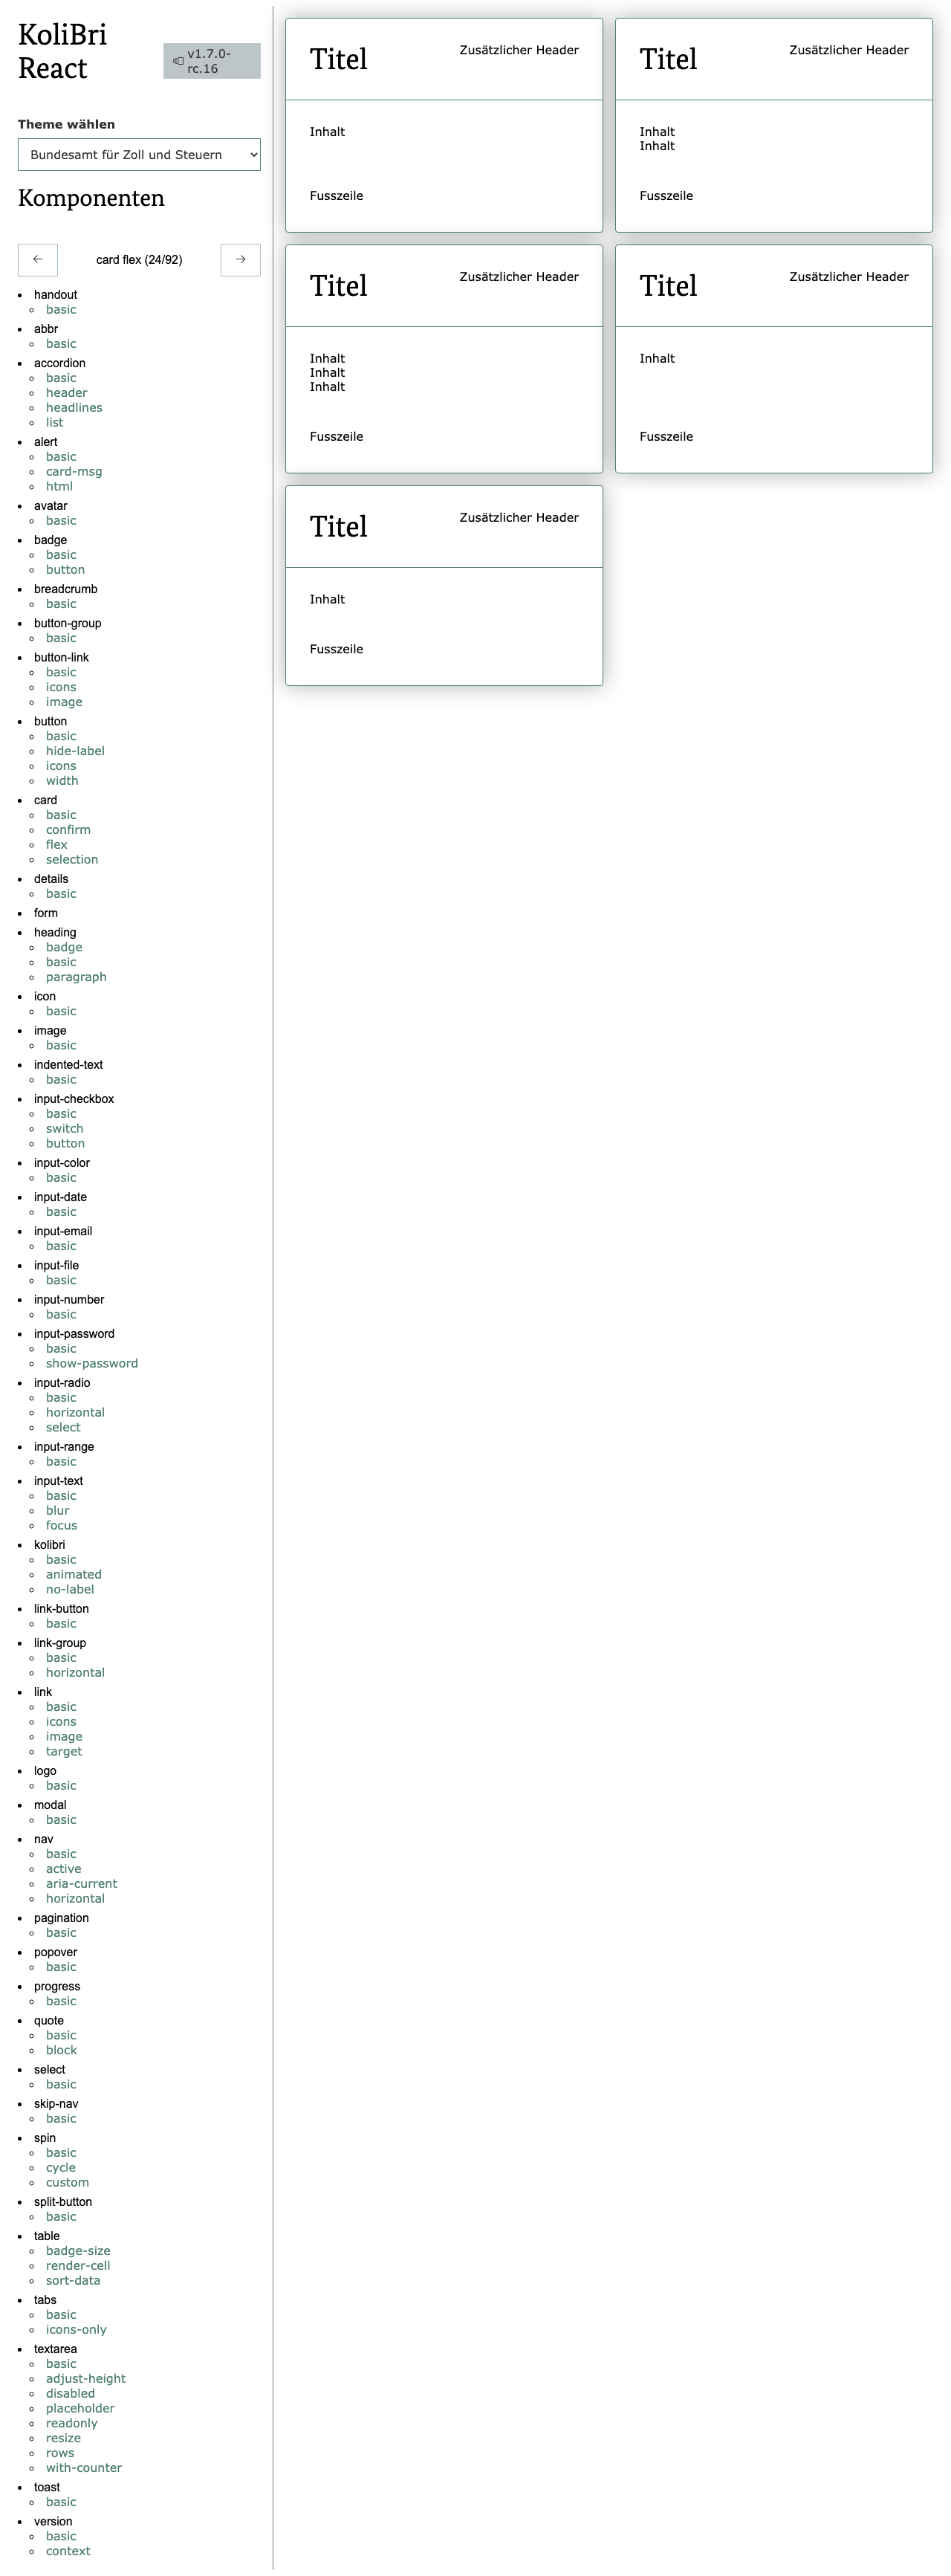 KoliBri
React
v1.7.0-
rc.16
Theme wählen
Bundesamt für Zoll und Steuern
Komponenten
← card flex (24/92) →
handout
basic
abbr
basic
accordion
basic
header
headlines
list
alert
basic
card-msg
html
avatar
basic
badge
basic
button
breadcrumb
basic
button-group
basic
button-link
basic
icons
image
button
basic
hide-label
icons
width
card
basic
confirm
flex
selection
details
basic
form
heading
badge
basic
paragraph
icon
basic
image
basic
indented-text
basic
input-checkbox
basic
switch
button
input-color
basic
input-date
basic
input-email
basic
input-file
basic
input-number
basic
input-password
basic
show-password
input-radio
basic
horizontal
select
input-range
basic
input-text
basic
blur
focus
kolibri
basic
animated
no-label
link-button
basic
link-group
basic
horizontal
link
basic
icons
image
target
logo
basic
modal
basic
nav
basic
active
aria-current
horizontal
pagination
basic
popover
basic
progress
basic
quote
basic
block
select
basic
skip-nav
basic
spin
basic
cycle
custom
split-button
basic
table
badge-size
render-cell
sort-data
tabs
basic
icons-only
textarea
basic
adjust-height
disabled
placeholder
readonly
resize
rows
with-counter
toast
basic
version
basic
context
Titel
Zusätzlicher Header
Inhalt
Fusszeile
Titel
Zusätzlicher Header
Inhalt
Inhalt
Fusszeile
Titel
Zusätzlicher Header
Inhalt
Inhalt
Inhalt
Fusszeile
Titel
Zusätzlicher Header
Inhalt
Fusszeile
Titel
Zusätzlicher Header
Inhalt
Fusszeile